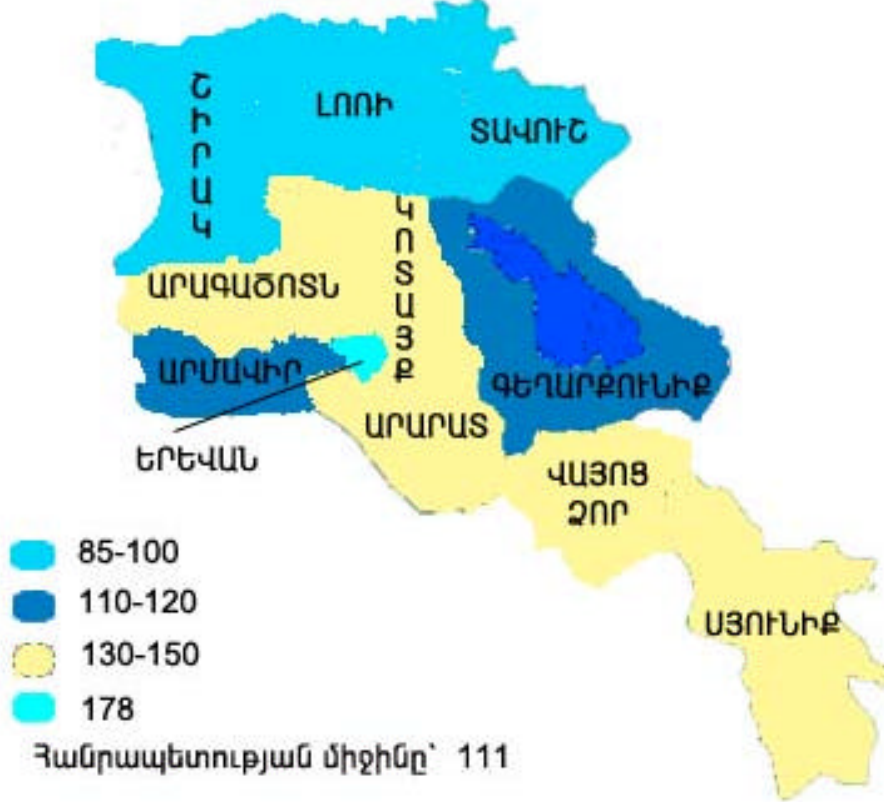 ՇԻՐԱԿ
ԼՈՌԻ
ՏԱՎՈՒՇ
ԿՈՏԱՅՔ
ԱՐԱԳԱԾՈՏՆ
ԱՐՄԱՎԻՐ
ԳԵՂԱՐՔՈՒՆԻՔ
ԱՐԱՐԱՏ
ԵՐԵՎԱՆ
ՎԱՅՈՑ
ՁՈՐ
ՍՅՈՒՆԻՔ
85-100
110-120
130-150
178
Հանրապետության միջինը՝ 111